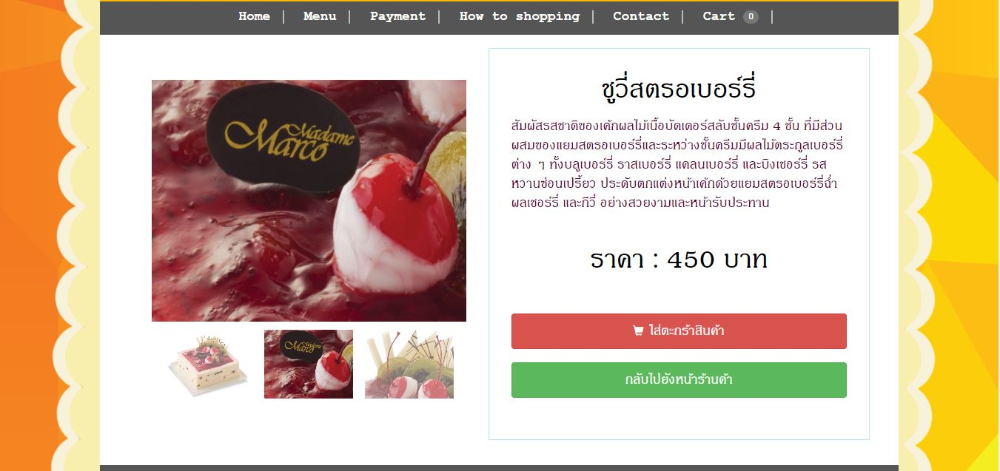 Home | Menu | Payment | How to shopping | Contact | Cart 0 |
Madame
Marco
ชูวี่สตรอเบอร์รี่
สัมผัสรสชาติของเค้กผลไม้เนื้อบัตเตอร์สลับชั้นครีม 4 ชั้น ที่มีส่วน
ผสมของแยมสตรอเบอร์รี่และระหว่างชั้นครีมมีผลไม้ตระกูลเบอร์รี่
ต่าง ๆ ทั้งบลูเบอร์รี่ ราสเบอร์รี่ แคลนเบอร์รี่ และบิงเชอร์รี่ รส
หวานซ่อนเปรี้ยว ประดับตกแต่งหน้าเค้กด้วยแยมสตรอเบอร์รี่ฉ่ำ
ผลเชอร์รี่ และกีวี่ อย่างสวยงามและหน้ารับประทาน
ราคา : 450 บาท
ใส่ตะกร้าสินค้า
กลับไปยังหน้าร้านค้า
Madame
Marco